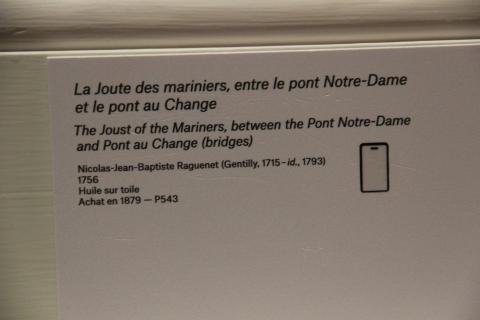 La Joute des mariniers, entre le pont Notre-Dame
et le pont au Change
The Joust of the Mariners, between the Pont Notre-Dame
and Pont au Change (bridges)
Nicolas-Jean-Baptiste Raguenet (Gentilly, 1715 – id., 1793)
1756
Huile sur toile
Achat en 1879 — P543